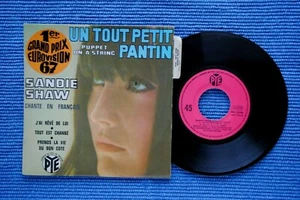 1er
GRAND PRIX
EUROVISION
67
UN TOUT PETIT
PUPPET
ON A STRING
PANTIN
SANDIE
SHAW
CHANTE EN FRANÇAIS
J'AI RÊVÉ DE LUI
TOUT EST CHANGÉ
PRENDS LA VIE
DU BON COTE
PYE
PYE
45